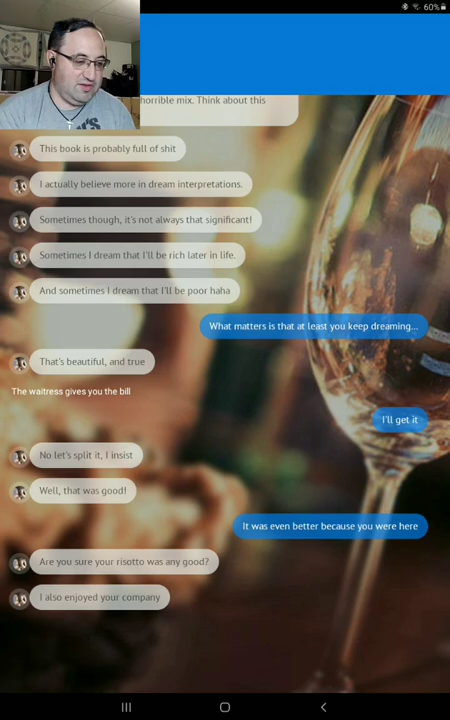 60%
horrible mix. Think about this
This book is probably full of shit
I actually believe more in dream interpretations.
Sometimes though, it's not always that significant!
Sometimes I dream that I'll be rich later in life.
And sometimes I dream that I'll be poor haha
What matters is that at least you keep dreaming...
That's beautiful, and true
The waitress gives you the bill
I'll get it
No let's split it, I insist
Well, that was good!
It was even better because you were here
Are you sure your risotto was any good?
I also enjoyed your company